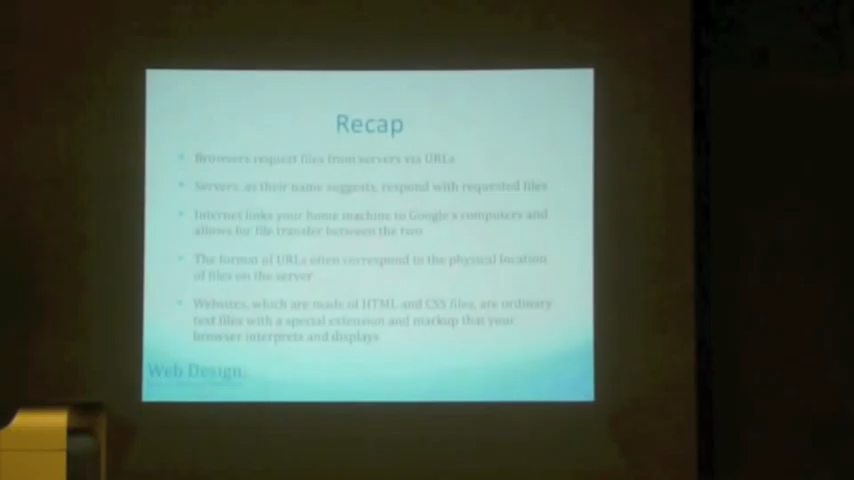 Recap
Browsers request files from servers via URLs
Servers, as their name suggests, respond with requested files
Internet links your home machine to Google's computers and
allows for file transfer between the two
The format of URLs often correspond to the physical location
of files on the server
Websites, which are made of HTML and CSS files, are ordinary
text files with a special extension and markup that your
browser interprets and displays
Web Design